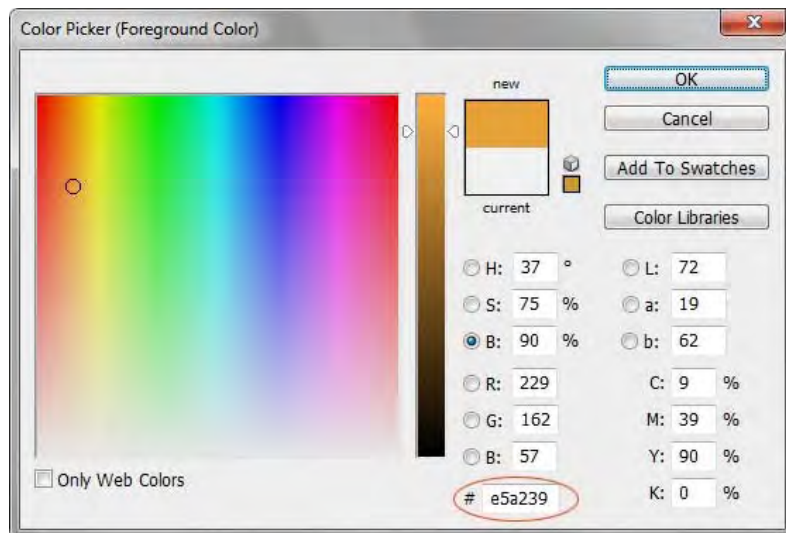 Color Picker (Foreground Color)
new
current
OK
Cancel
Add To Swatches
Color Libraries
H: 37 °
S: 75 %
B: 90 %
R: 229
G: 162
B: 57
# e5a239
L: 72
a: 19
b: 62
C: 9 %
M: 39 %
Y: 90 %
K: 0 %
Only Web Colors